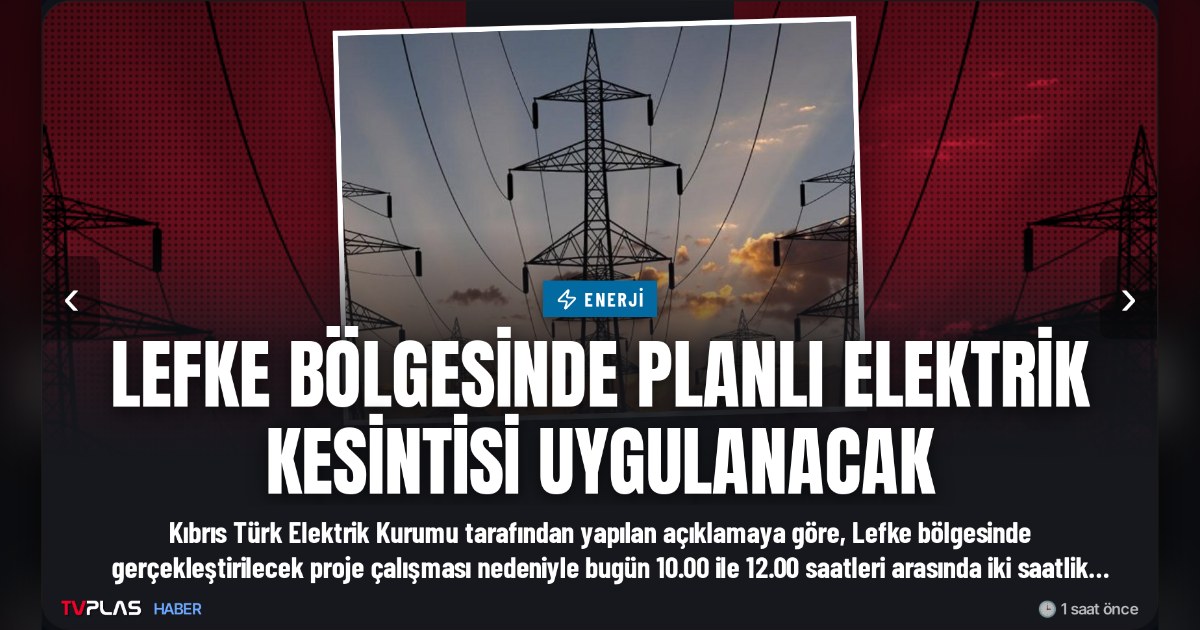 ENERJİ
LEFKE BÖLGESİNDE PLANLI ELEKTRİK
KESİNTİSİ UYGULANACAK
Kıbrıs Türk Elektrik Kurumu tarafından yapılan açıklamaya göre, Lefke bölgesinde
gerçekleştirilecek proje çalışması nedeniyle bugün 10.00 ile 12.00 saatleri arasında iki saatlik...
TVPLAS HABER
1 saat önce